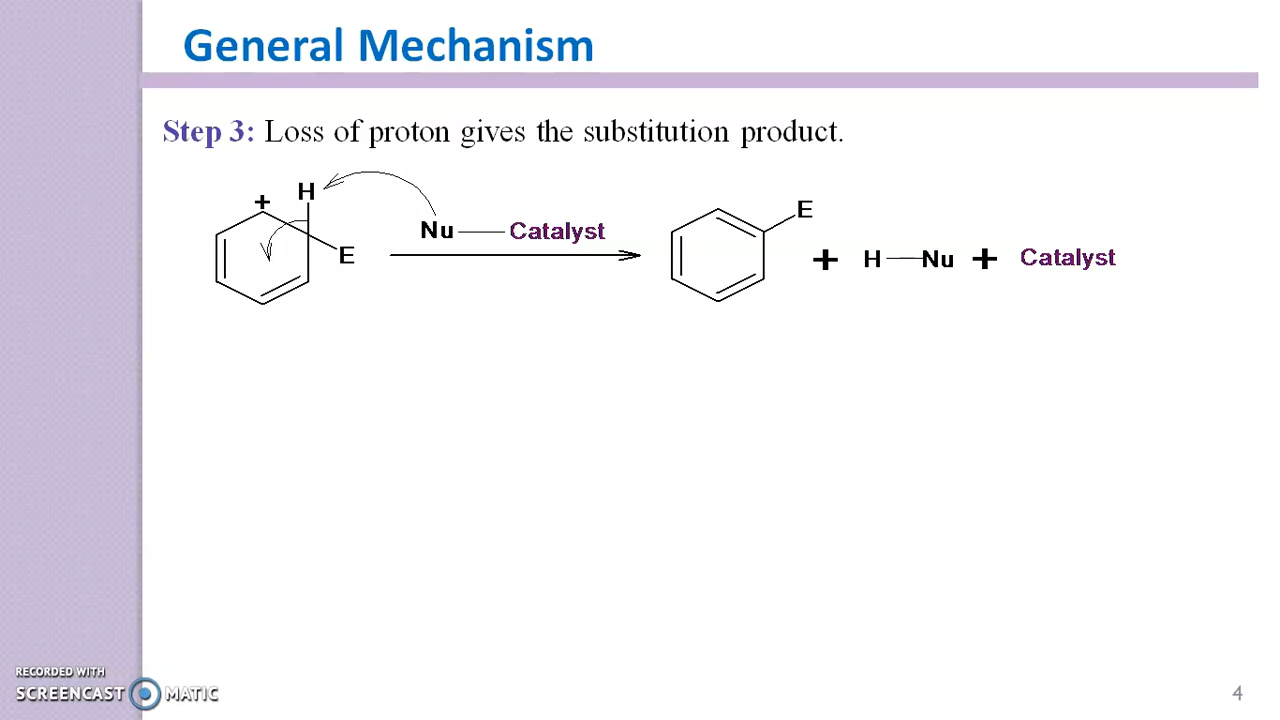 General Mechanism
Step 3: Loss of proton gives the substitution product.
+ H
E
Nu Catalyst
E
+ H Nu + Catalyst
RECORDED WITH
SCREENCAST MATIC
4